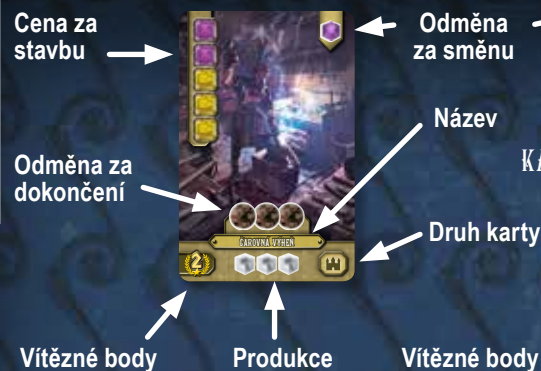 Cena za
stavbu
Odměna
za směnu
Název
Odměna za
dokončení
ČAROVNÁ VÝHEŇ
Druh karty
2
Vítězné body
Produkce
Vítězné body